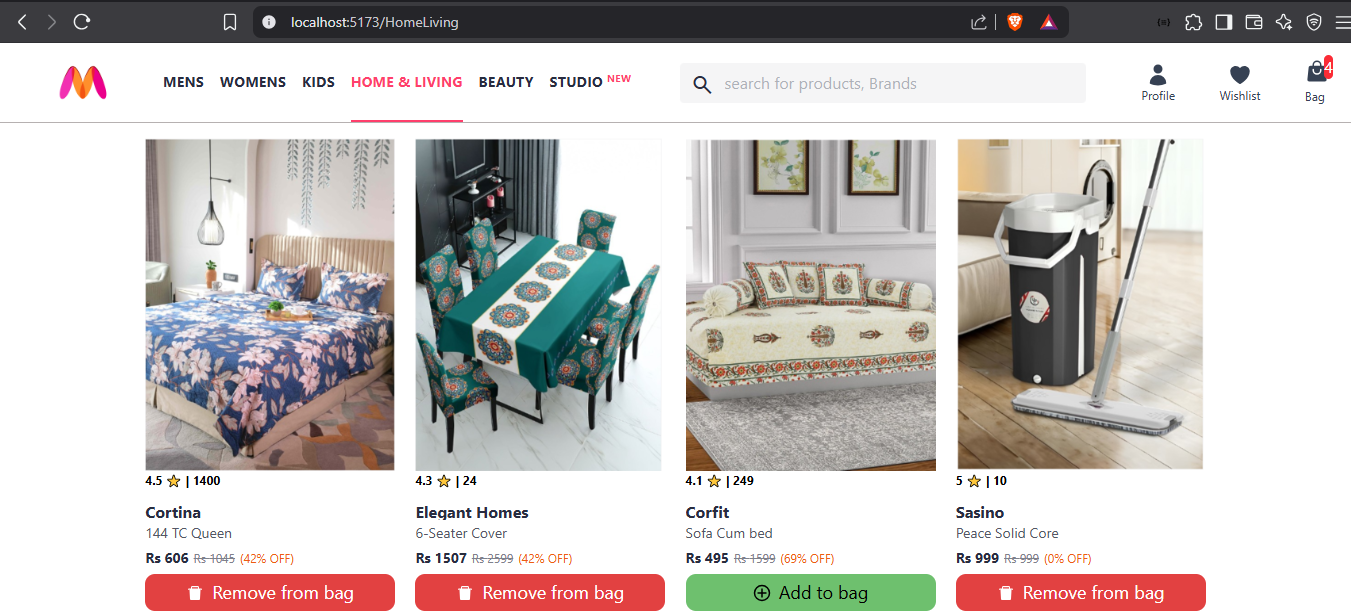 localhost:5173/HomeLiving
MENS WOMENS KIDS HOME & LIVING BEAUTY STUDIO NEW
search for products, Brands
Profile
Wishlist
4
Bag
4.5 ⭐ | 1400
Cortina
144 TC Queen
Rs 606 Rs 1045 (42% OFF)
Remove from bag
4.3 ⭐ | 24
Elegant Homes
6-Seater Cover
Rs 1507 Rs 2599 (42% OFF)
Remove from bag
4.1 ⭐ | 249
Corfit
Sofa Cum bed
Rs 495 Rs 1599 (69% OFF)
Add to bag
5 ⭐ | 10
Sasino
Peace Solid Core
Rs 999 Rs 999 (0% OFF)
Remove from bag